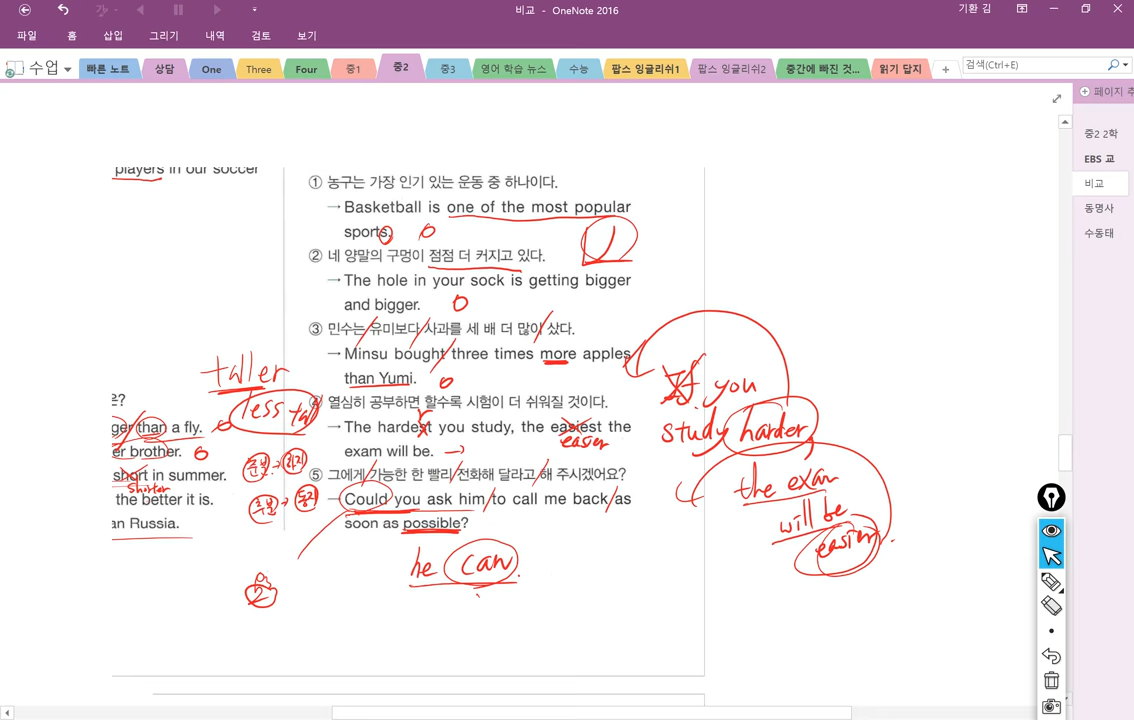 비교 - OneNote 2016
기환 김
파일 홈 삽입 그리기 내역 검토 보기
수업 빠른 노트 상담 One Three Four 중1 중2 중3 영어 학습 뉴스 수능 팝스 잉글리쉬1 팝스 잉글리쉬2 중간에 빠진 것... 읽기 답지 + 검색(Ctrl+E)
페이지 추
중2 2학
EBS 교
비교
동명사
수동태
players in our soccer
① 농구는 가장 인기 있는 운동 중 하나이다.
→ Basketball is one of the most popular
sports.
② 네 양말의 구멍이 점점 더 커지고 있다.
→ The hole in your sock is getting bigger
and bigger.
③ 민수는 유미보다 사과를 세 배 더 많이 샀다.
→ Minsu bought three times more apples
than Yumi.
④ 열심히 공부하면 할수록 시험이 더 쉬워질 것이다.
→ The hardest you study, the easiest the
easier
exam will be.
⑤ 그에게 가능한 한 빨리 전화해 달라고 해 주시겠어요?
→ Could you ask him to call me back as
soon as possible?
he can.
taller
less ta
?
ger than a fly.
er brother.
short in summer.
shorter
the better it is.
an Russia.
If you
study harder,
the exam
will be
easier.